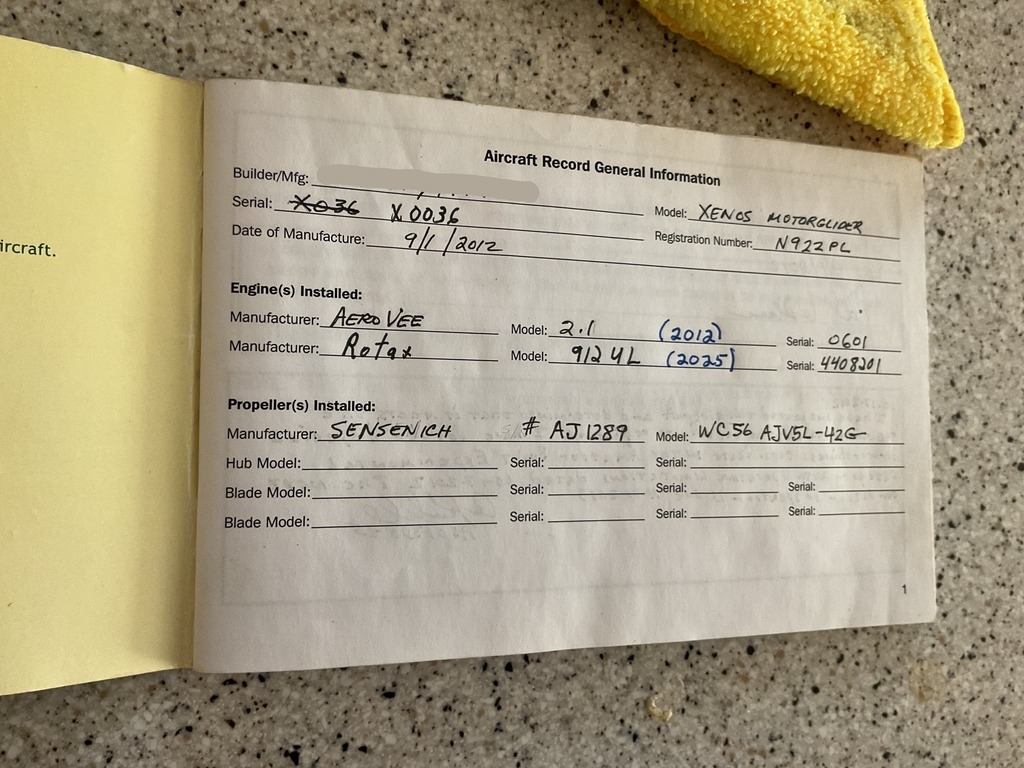 ircraft.
Aircraft Record General Information
Builder/Mfg:
Serial: X036 X0036 Model: XENOS MOTORGLIDER
Date of Manufacture: 9/1/2012 Registration Number: N922PL
Engine(s) Installed:
Manufacturer: AERO VEE Model: 2.1 (2012) Serial: 0601
Manufacturer: Rotax Model: 912 UL (2025) Serial: 4408201
Propeller(s) Installed:
Manufacturer: SENSENICH # AJ1289 Model: WC56 AJV5L-42G
Hub Model: Serial: Serial:
Blade Model: Serial: Serial: Serial:
Blade Model: Serial: Serial: Serial:
1